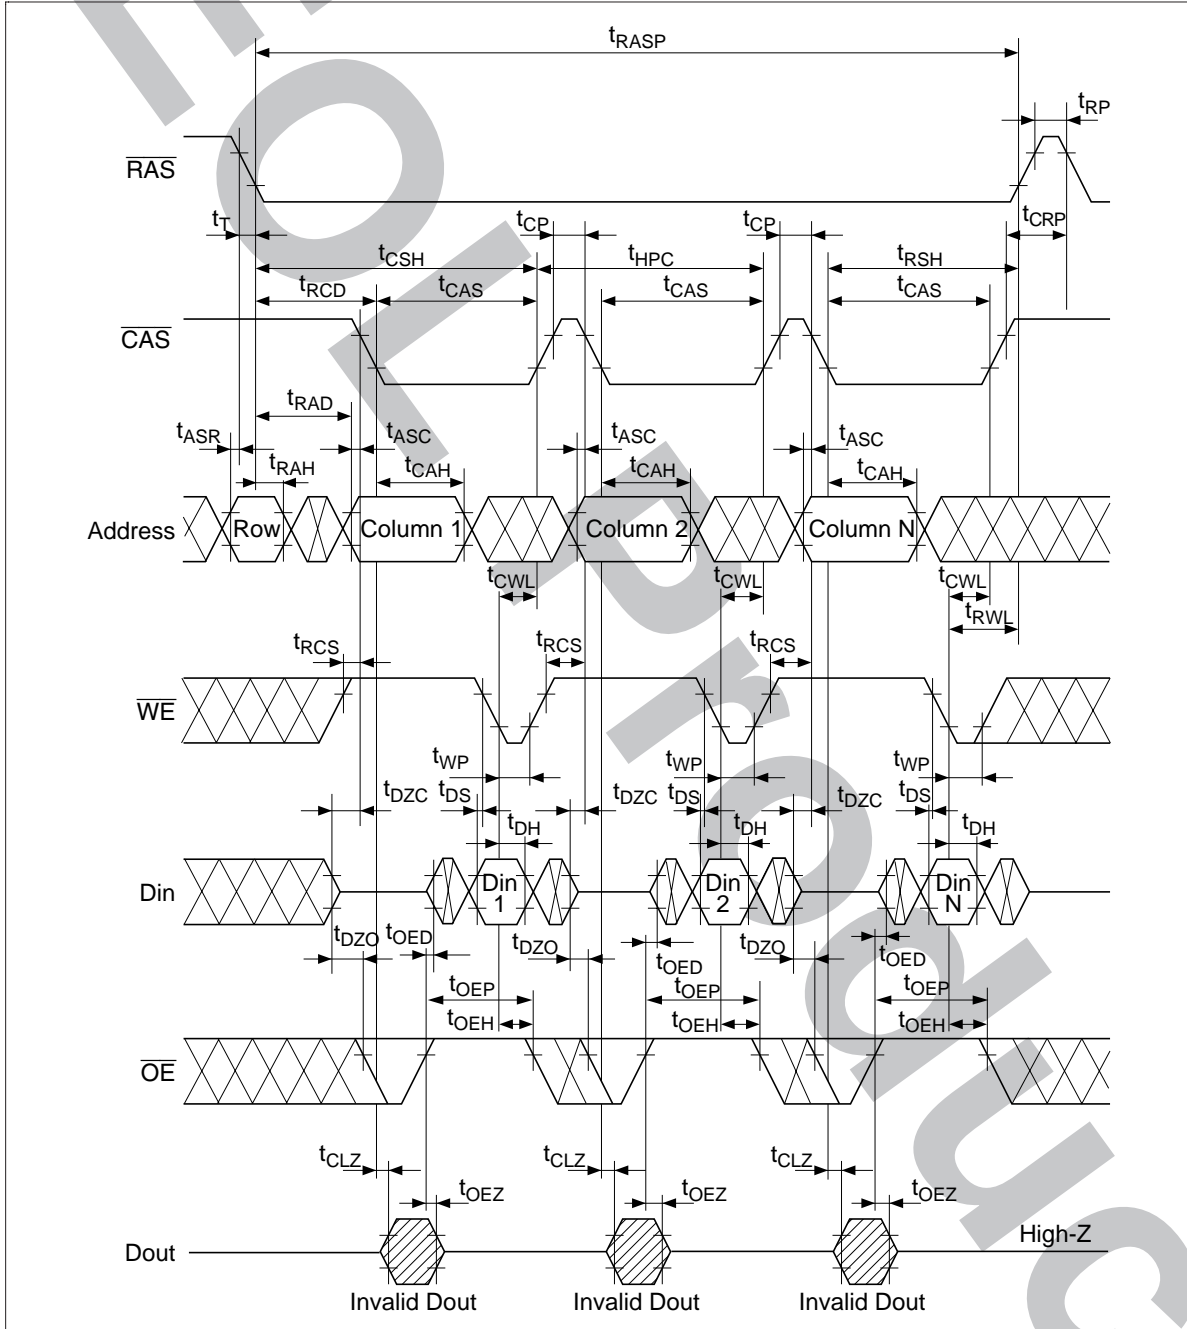 EOL Product
tRASP
tRP
RAS
tT
tCP
tCP
tCRP
tCSH
tHPC
tRSH
tRCD
tCAS
tCAS
tCAS
CAS
tRAD
tASR
tASC
tASC
tASC
tRAH
tCAH
tCAH
tCAH
Address
Row
Column 1
Column 2
Column N
tCWL
tCWL
tCWL
tRWL
tRCS
tRCS
tRCS
WE
tWP
tWP
tWP
tDZC
tDS
tDZC
tDS
tDZC
tDS
tDH
tDH
tDH
Din
Din 1
Din 2
Din N
tDZO
tOED
tDZO
tOED
tDZO
tOED
tOEP
tOEP
tOEP
tOEH
tOEH
tOEH
OE
tCLZ
tCLZ
tCLZ
tOEZ
tOEZ
tOEZ
Dout
High-Z
Invalid Dout
Invalid Dout
Invalid Dout